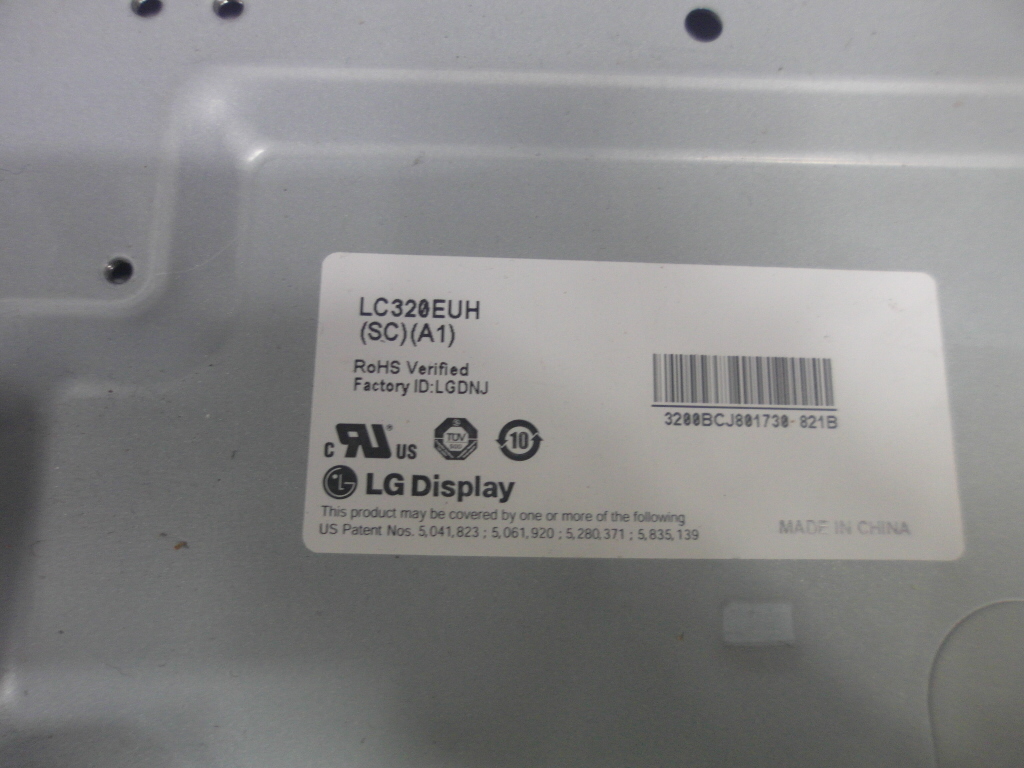 LC320EUH
(SC)(A1)
RoHS Verified
Factory ID:LGDNJ
3200BCJ801730-821B
c RU® US
TÜV
10
LG Display
This product may be covered by one or more of the following
US Patent Nos. 5,041,823 ; 5,061,920 ; 5,280,371 ; 5,835,139
MADE IN CHINA